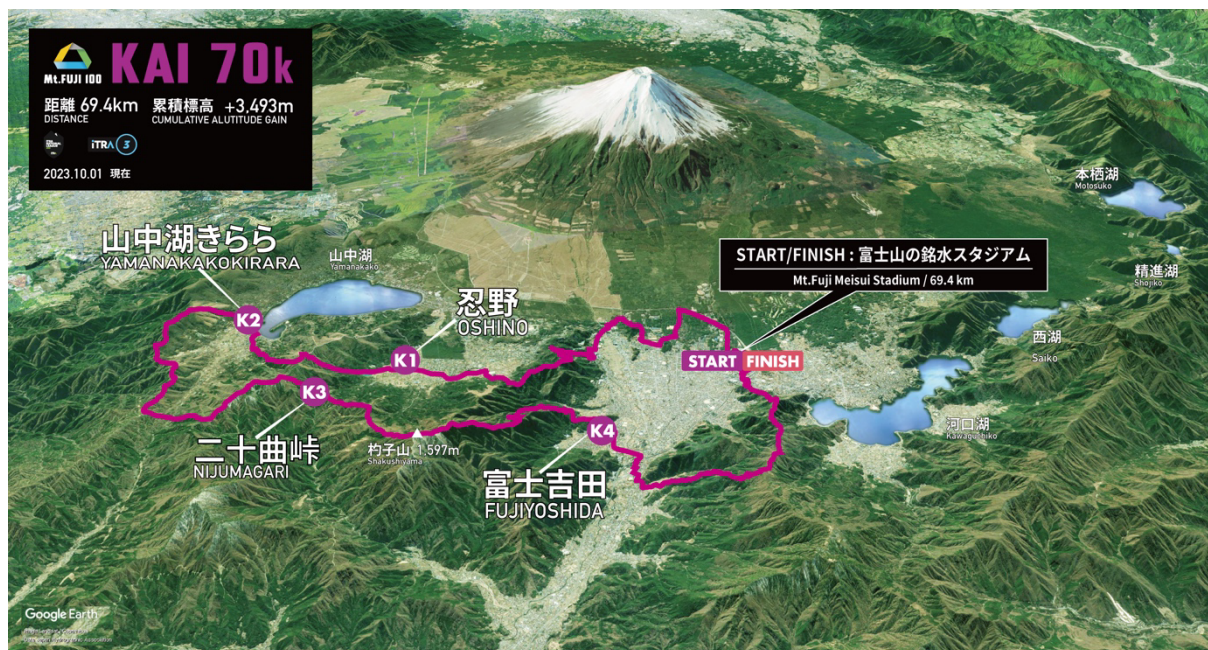 Mt.FUJI 100
KAI 70k
距離 69.4km 累積標高 +3,493m
DISTANCE CUMULATIVE ALUTITUDE GAIN
iTRA 3
2023.10.01 現在
本栖湖
Motosuko
山中湖きらら
YAMANAKAKOKIRARA
山中湖
Yamanakako
START/FINISH : 富士山の銘水スタジアム
Mt.Fuji Meisui Stadium / 69.4 km
精進湖
Shojiko
忍野
OSHINO
K2
K1
START FINISH
西湖
Saiko
K3
K4
河口湖
Kawaguchiko
二十曲峠
NIJUMAGARI
杓子山 1,597m
Shakushiyama
富士吉田
FUJIYOSHIDA
Google Earth